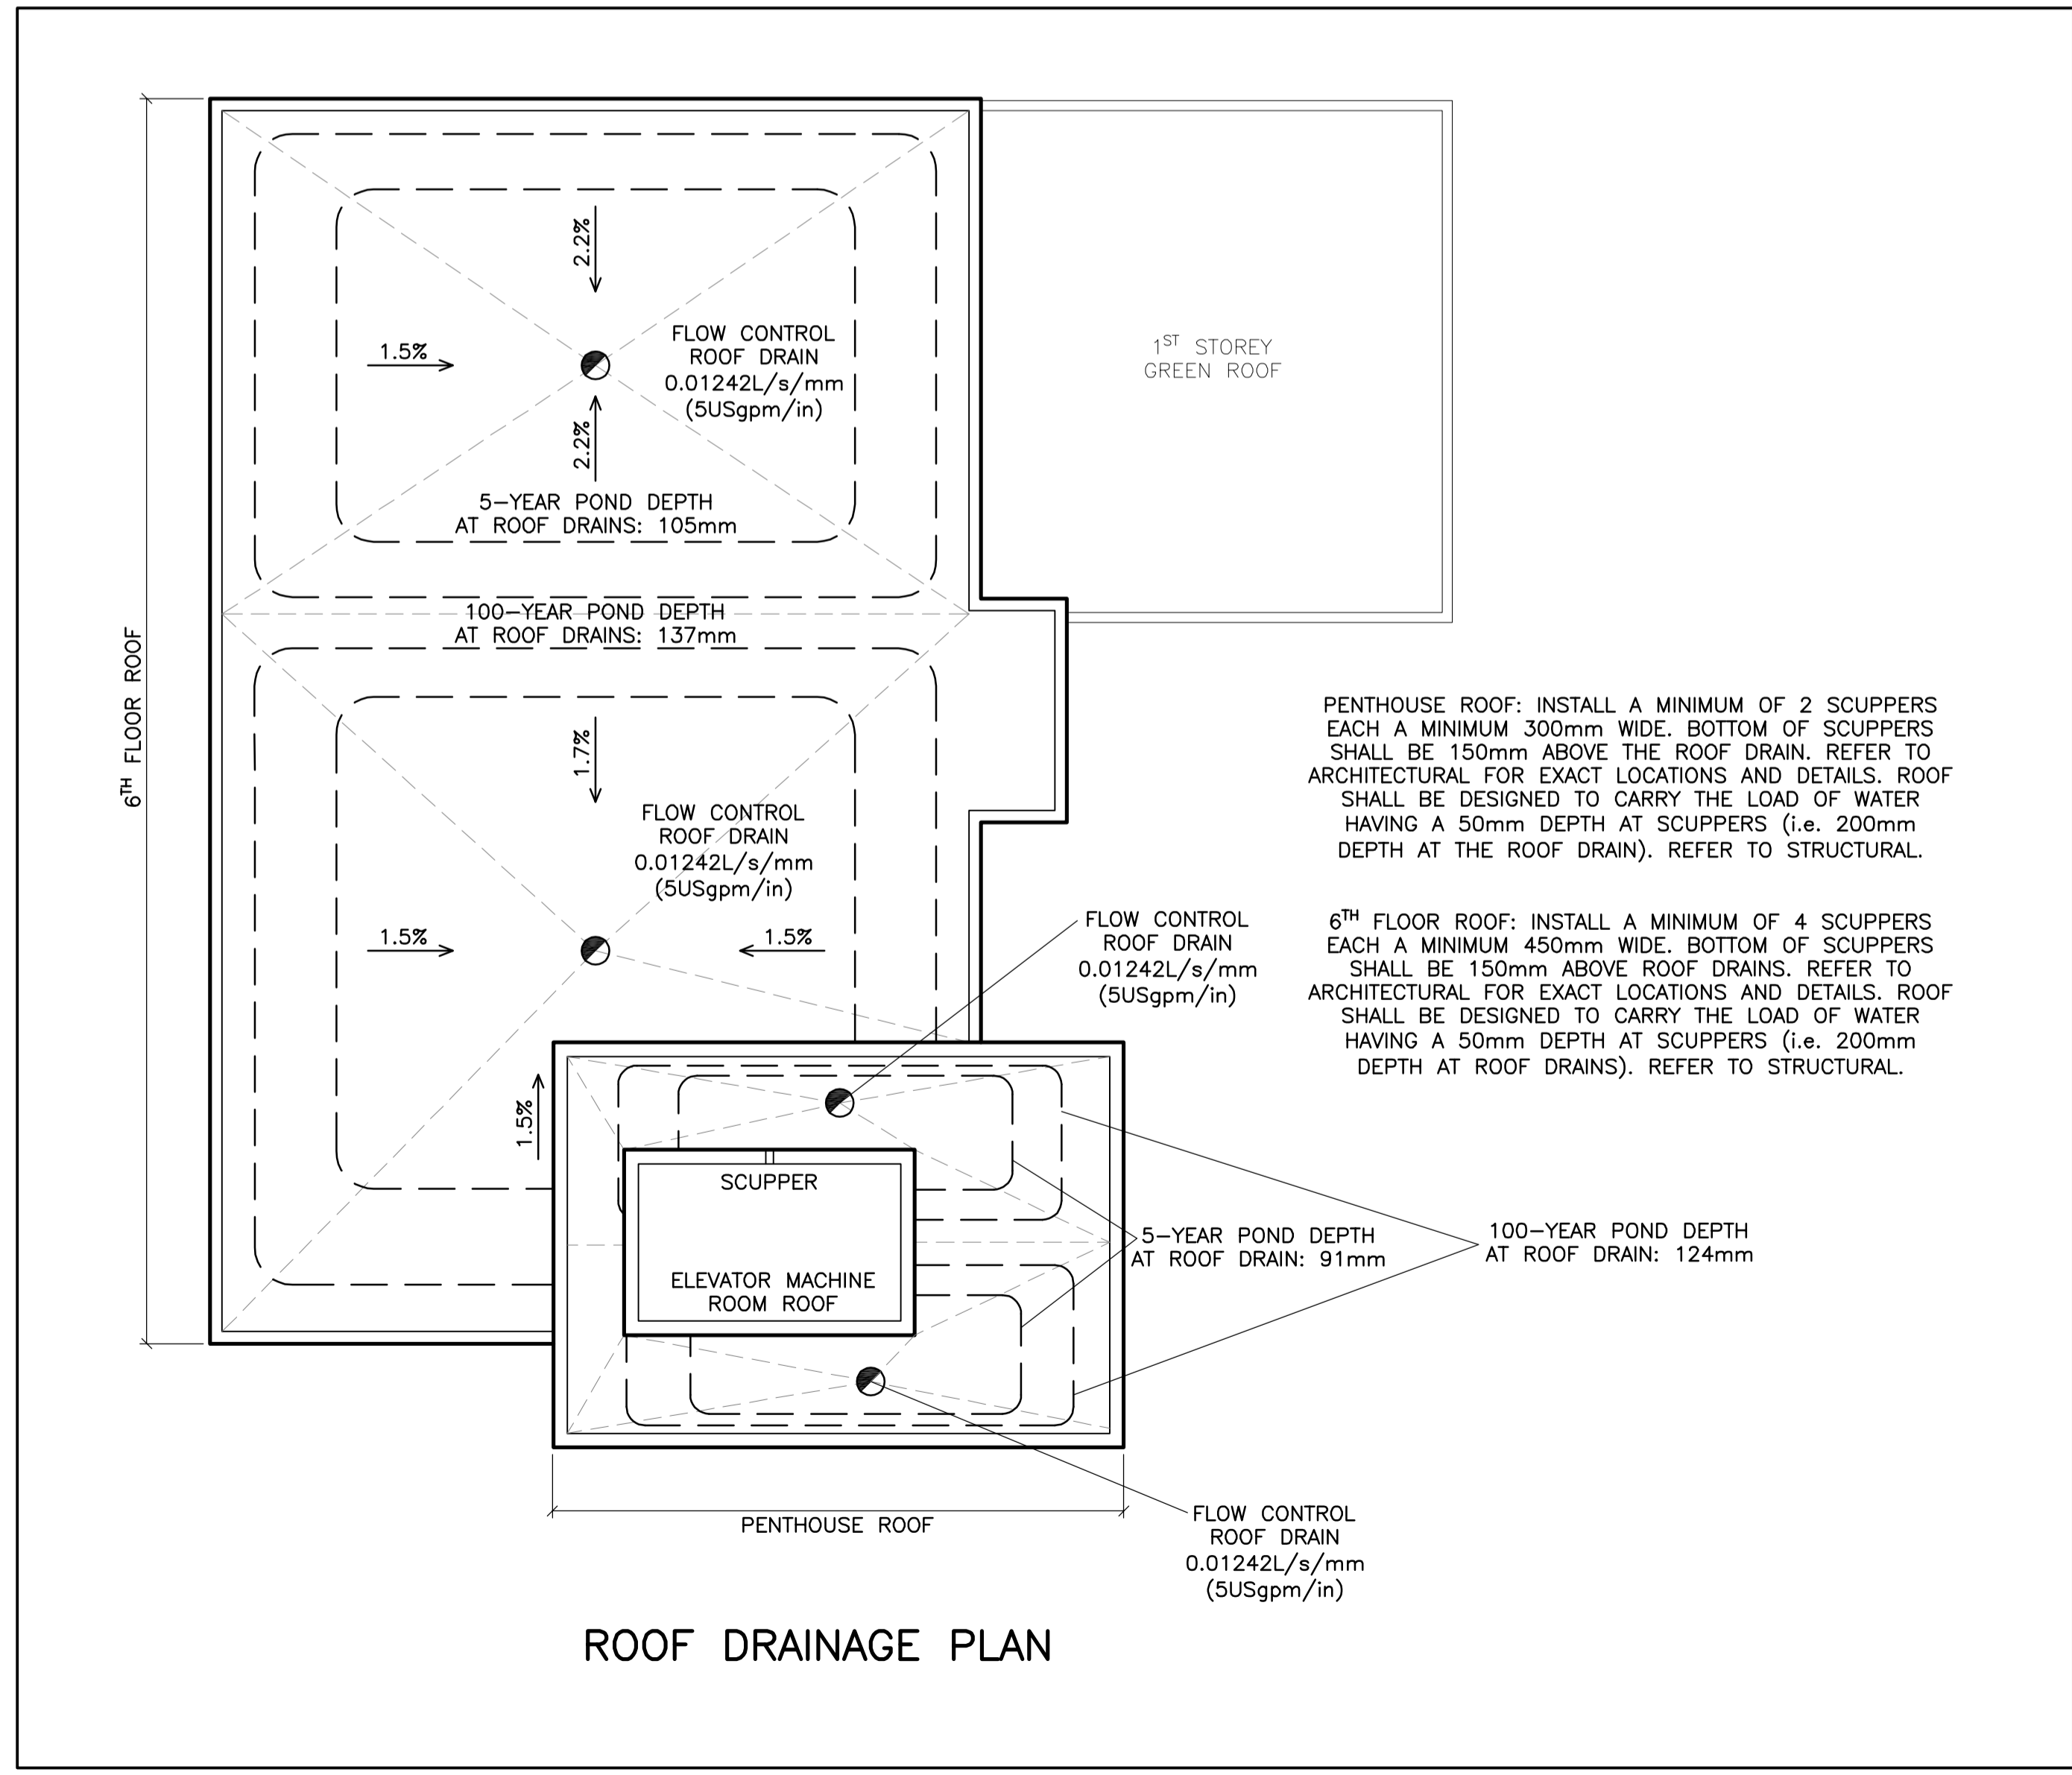 2.2%
1.5%
FLOW CONTROL
ROOF DRAIN
0.01242L/s/mm
(5USgpm/in)
2.2%
5-YEAR POND DEPTH
AT ROOF DRAINS: 105mm
1ST STOREY
GREEN ROOF
100-YEAR POND DEPTH
AT ROOF DRAINS: 137mm
6TH FLOOR ROOF
1.7%
FLOW CONTROL
ROOF DRAIN
0.01242L/s/mm
(5USgpm/in)
1.5%
1.5%
PENTHOUSE ROOF: INSTALL A MINIMUM OF 2 SCUPPERS
EACH A MINIMUM 300mm WIDE. BOTTOM OF SCUPPERS
SHALL BE 150mm ABOVE THE ROOF DRAIN. REFER TO
ARCHITECTURAL FOR EXACT LOCATIONS AND DETAILS. ROOF
SHALL BE DESIGNED TO CARRY THE LOAD OF WATER
HAVING A 50mm DEPTH AT SCUPPERS (i.e. 200mm
DEPTH AT THE ROOF DRAIN). REFER TO STRUCTURAL.
6TH FLOOR ROOF: INSTALL A MINIMUM OF 4 SCUPPERS
EACH A MINIMUM 450mm WIDE. BOTTOM OF SCUPPERS
SHALL BE 150mm ABOVE ROOF DRAINS. REFER TO
ARCHITECTURAL FOR EXACT LOCATIONS AND DETAILS. ROOF
SHALL BE DESIGNED TO CARRY THE LOAD OF WATER
HAVING A 50mm DEPTH AT SCUPPERS (i.e. 200mm
DEPTH AT ROOF DRAINS). REFER TO STRUCTURAL.
FLOW CONTROL
ROOF DRAIN
0.01242L/s/mm
(5USgpm/in)
1.5%
SCUPPER
ELEVATOR MACHINE
ROOM ROOF
5-YEAR POND DEPTH
AT ROOF DRAIN: 91mm
100-YEAR POND DEPTH
AT ROOF DRAIN: 124mm
PENTHOUSE ROOF
FLOW CONTROL
ROOF DRAIN
0.01242L/s/mm
(5USgpm/in)
ROOF DRAINAGE PLAN